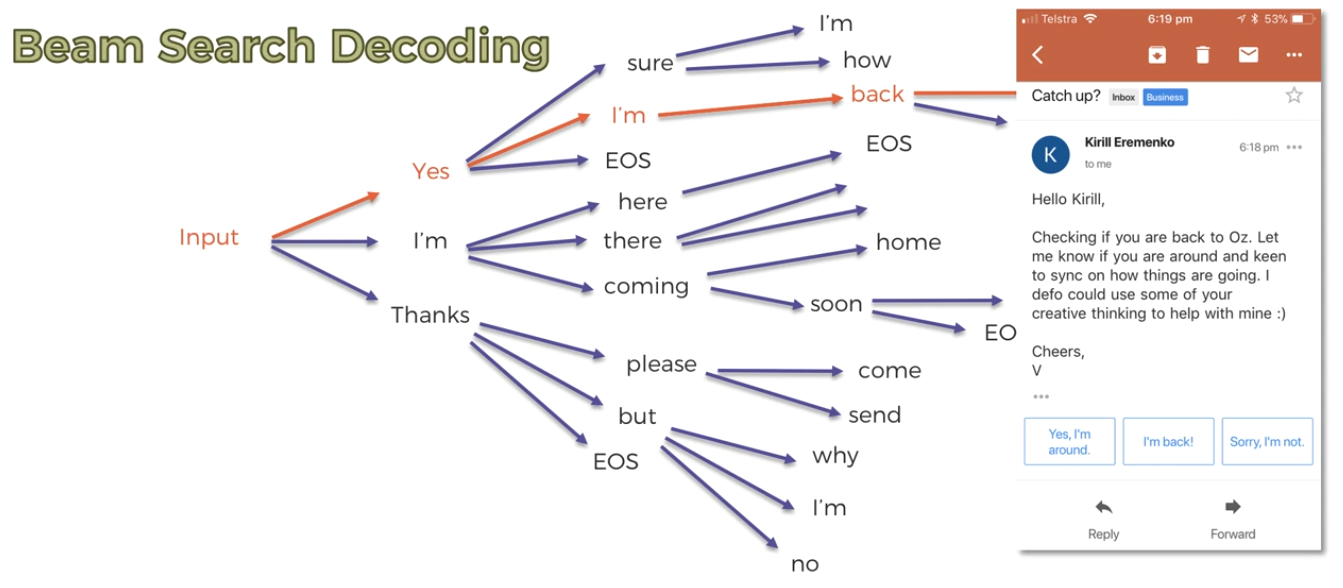 Beam Search Decoding
Input
Yes
I'm
Thanks
sure
I'm
EOS
here
there
coming
please
but
EOS
I'm
how
back
EOS
home
soon
EO
come
send
why
I'm
no
Telstra 6:19 pm 53%
Catch up? Inbox Business
K
Kirill Eremenko 6:18 pm •••
to me
Hello Kirill,
Checking if you are back to Oz. Let
me know if you are around and keen
to sync on how things are going. I
defo could use some of your
creative thinking to help with mine :)
Cheers,
V
•••
Yes, I'm
around.
I'm back!
Sorry, I'm not.
Reply
Forward